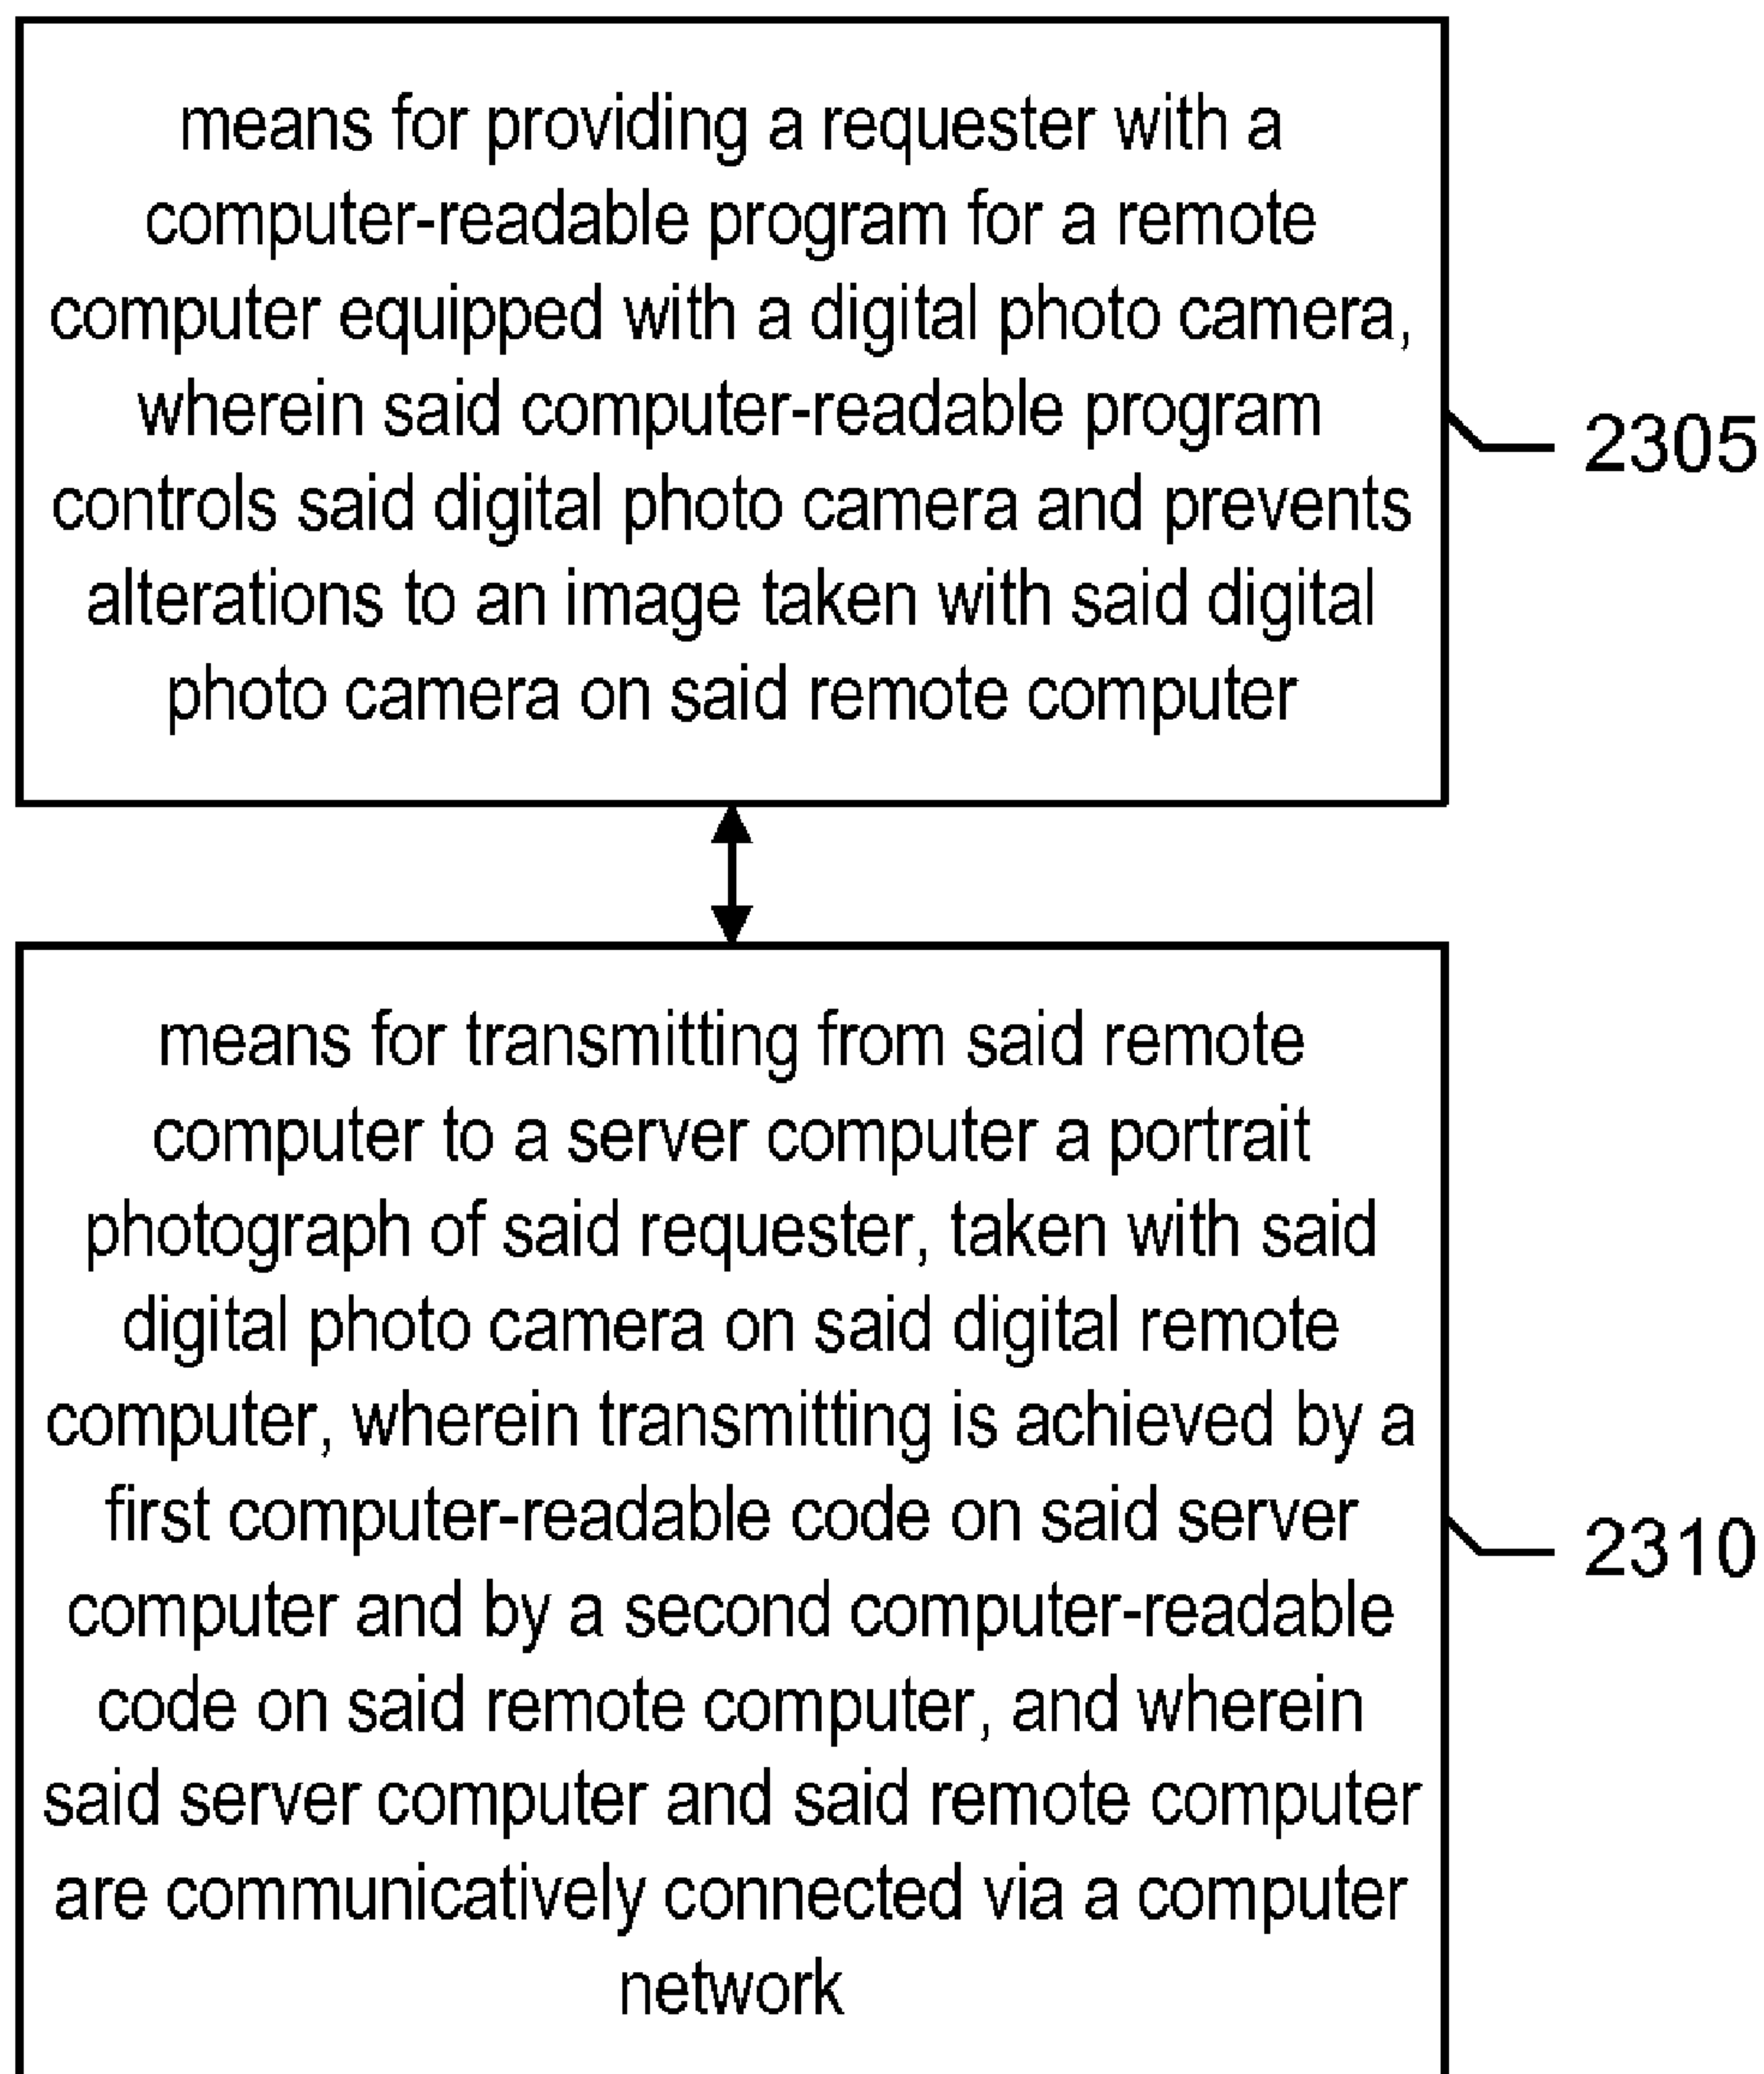 means for providing a requester with a
computer-readable program for a remote
computer equipped with a digital photo camera,
wherein said computer-readable program
controls said digital photo camera and prevents
alterations to an image taken with said digital
photo camera on said remote computer
2305
means for transmitting from said remote
computer to a server computer a portrait
photograph of said requester, taken with said
digital photo camera on said digital remote
computer, wherein transmitting is achieved by a
first computer-readable code on said server
computer and by a second computer-readable
code on said remote computer, and wherein
said server computer and said remote computer
are communicatively connected via a computer
network
2310